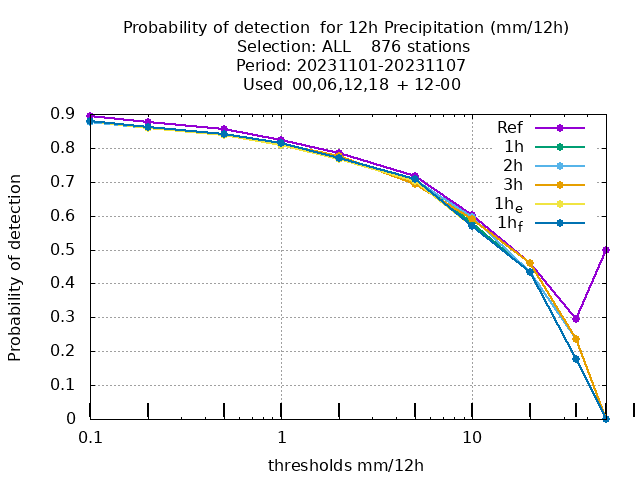 Probability of detection  for 12h Precipitation (mm/12h)
Selection: ALL    876 stations
Period: 20231101-20231107
Used  00,06,12,18 + 12-00
Probability of detection
0.9
0.8
0.7
0.6
0.5
0.4
0.3
0.2
0.1
0
Ref
1h
2h
3h
1he
1hf
0.1
1
10
thresholds mm/12h